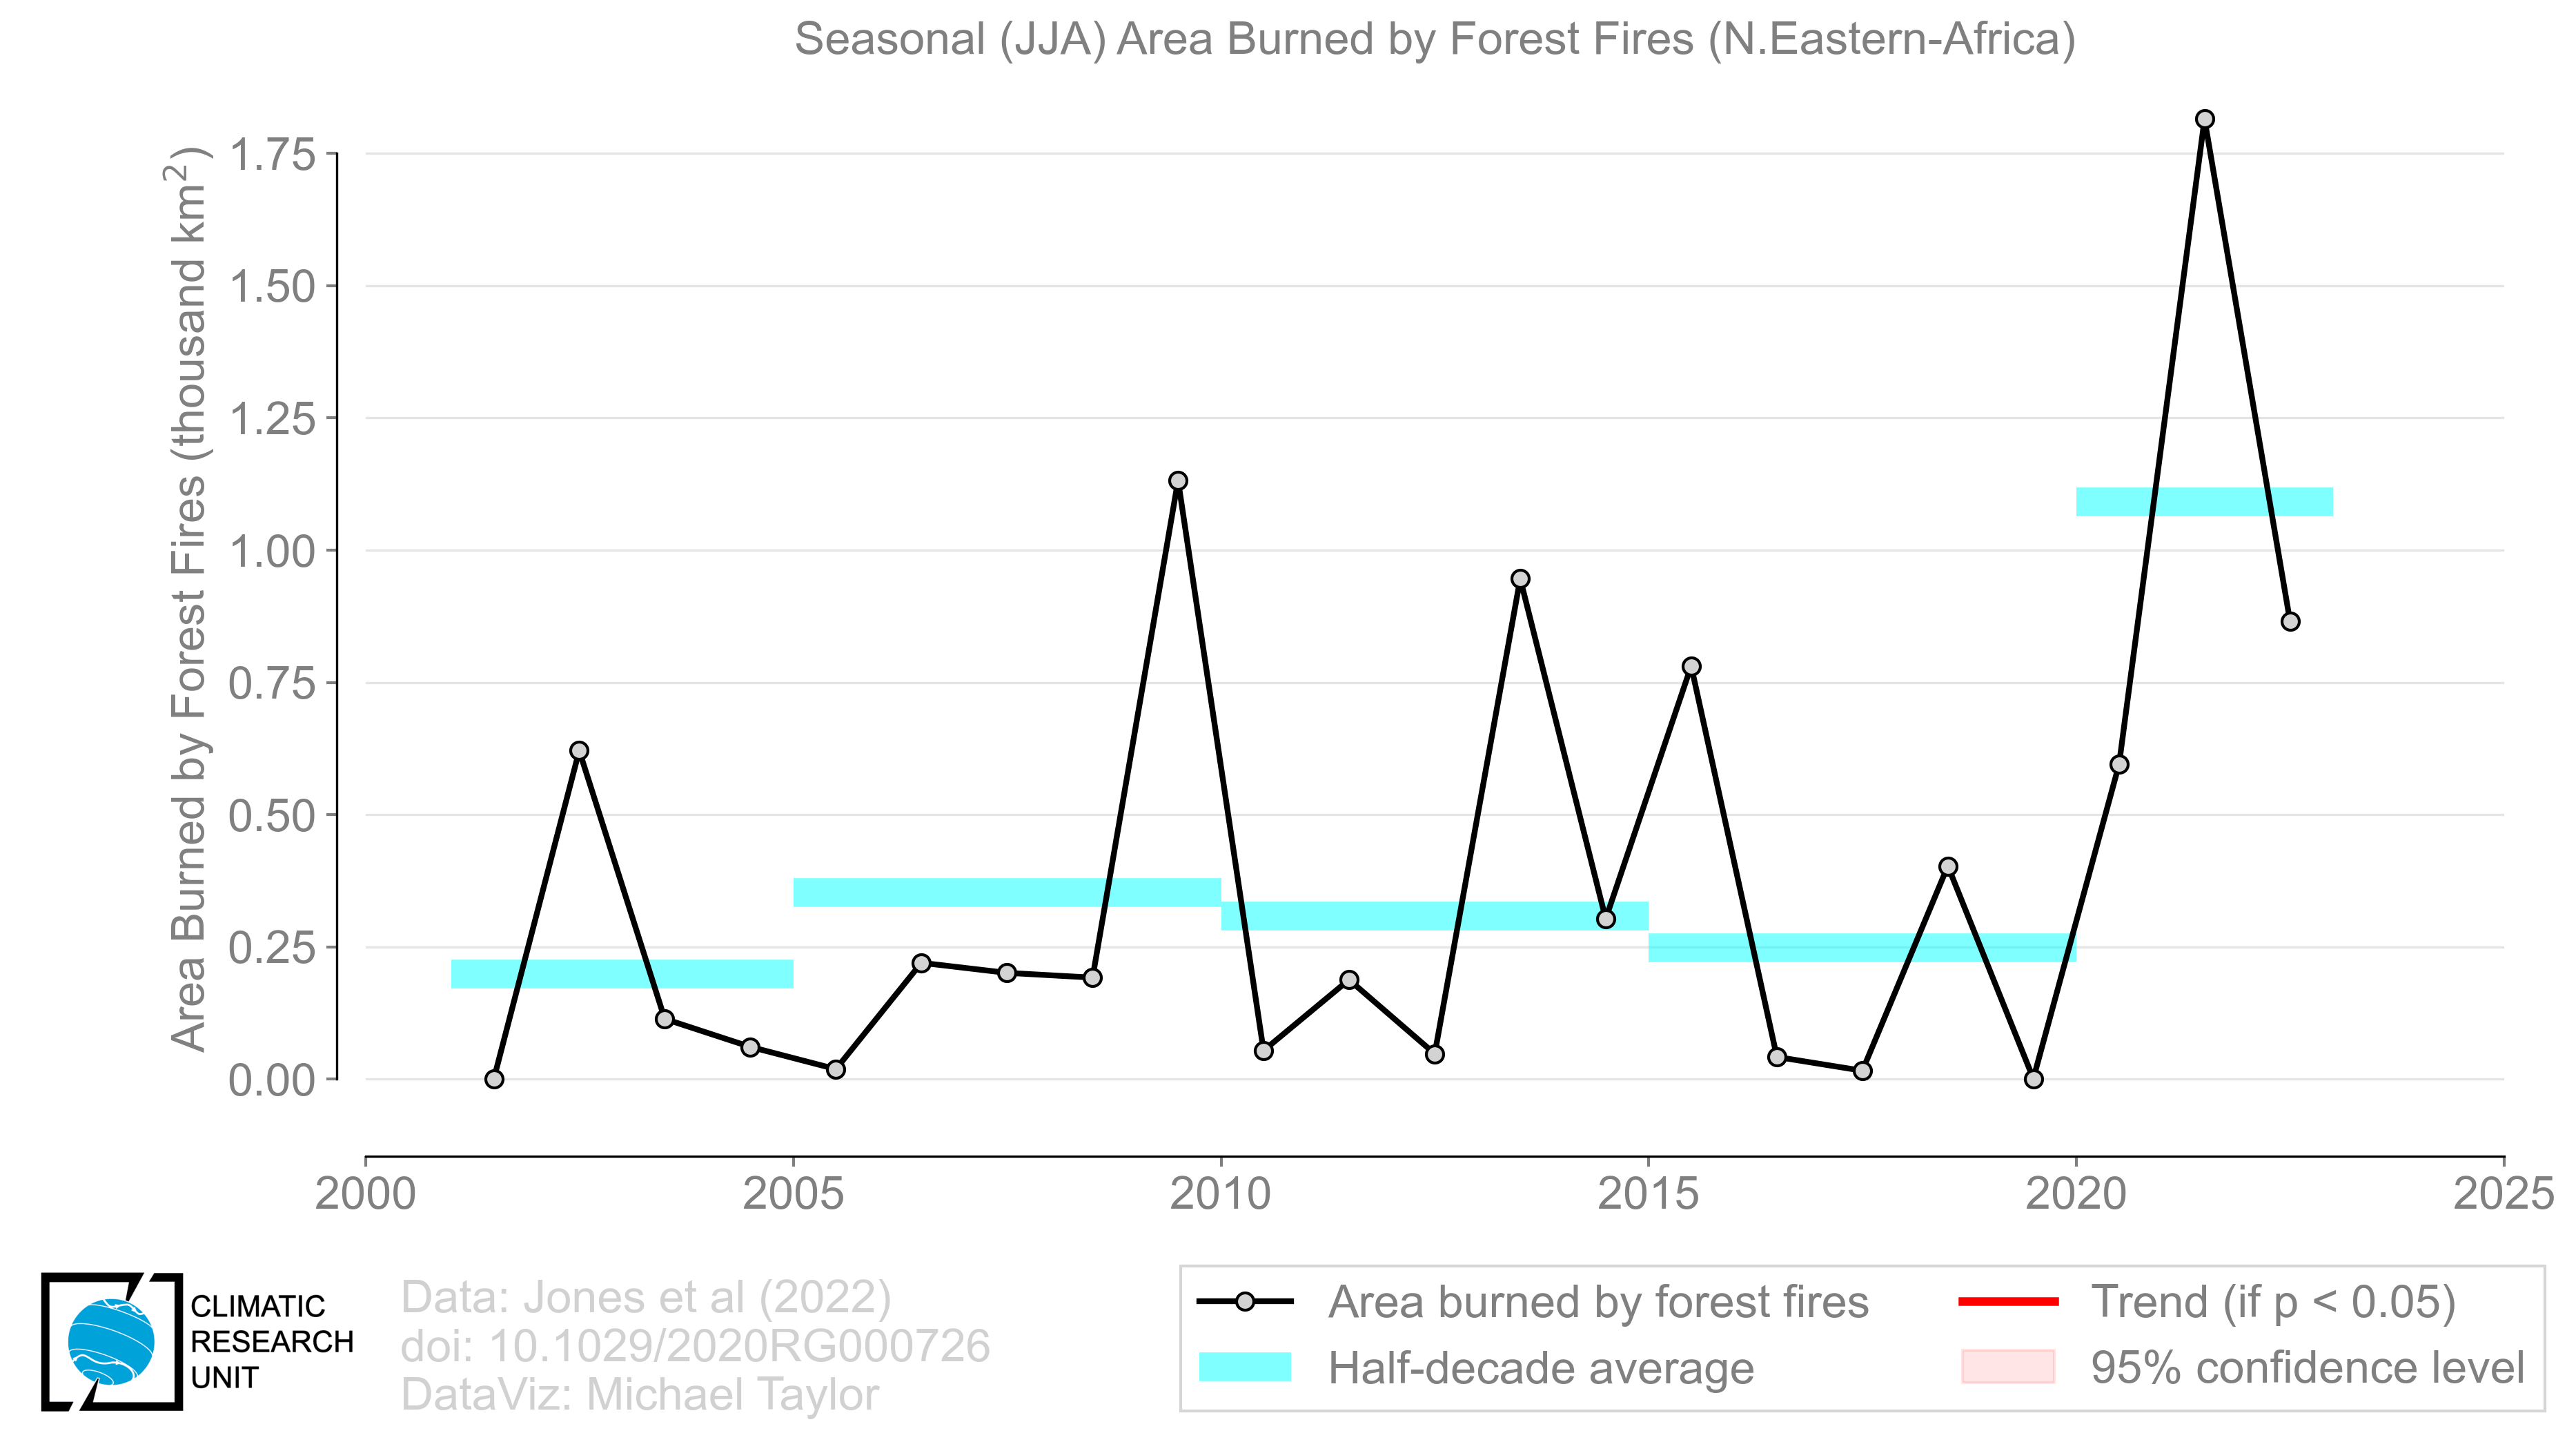 Seasonal (JJA) Area Burned by Forest Fires (N.Eastern-Africa)
Area Burned by Forest Fires (thousand km²)
1.75
1.50
1.25
1.00
0.75
0.50
0.25
0.00
2000 2005 2010 2015 2020 2025
CLIMATIC
RESEARCH
UNIT
Data: Jones et al (2022)
doi: 10.1029/2020RG000726
DataViz: Michael Taylor
Area burned by forest fires
Half-decade average
Trend (if p < 0.05)
95% confidence level